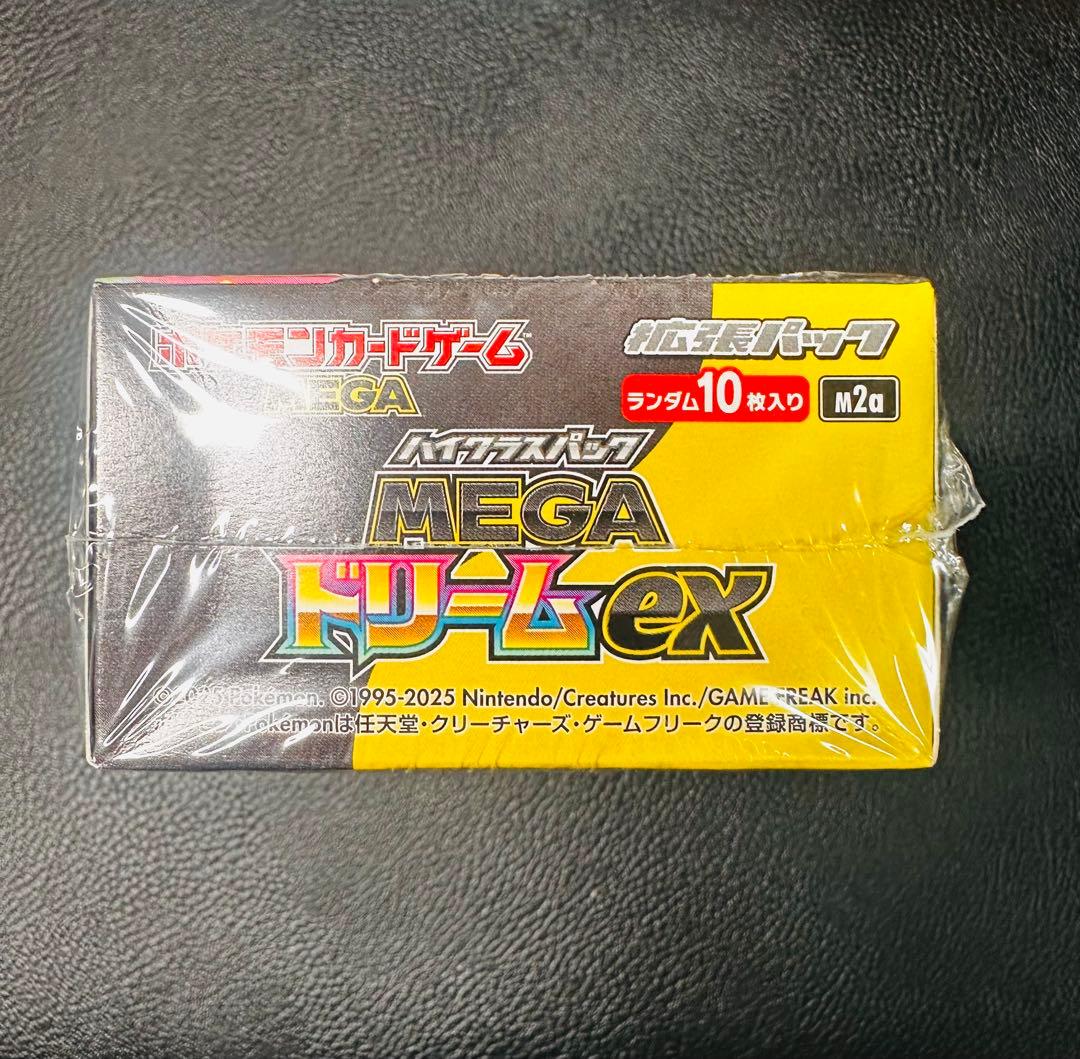 ポケモンカードゲーム™
MEGA
拡張パック
ランダム10枚入り
M2a
ハイクラスパック
MEGA
ドリームex
©2025 Pokémon. ©1995-2025 Nintendo/Creatures Inc./GAME FREAK inc.
Pokémonは任天堂・クリーチャーズ・ゲームフリークの登録商標です。